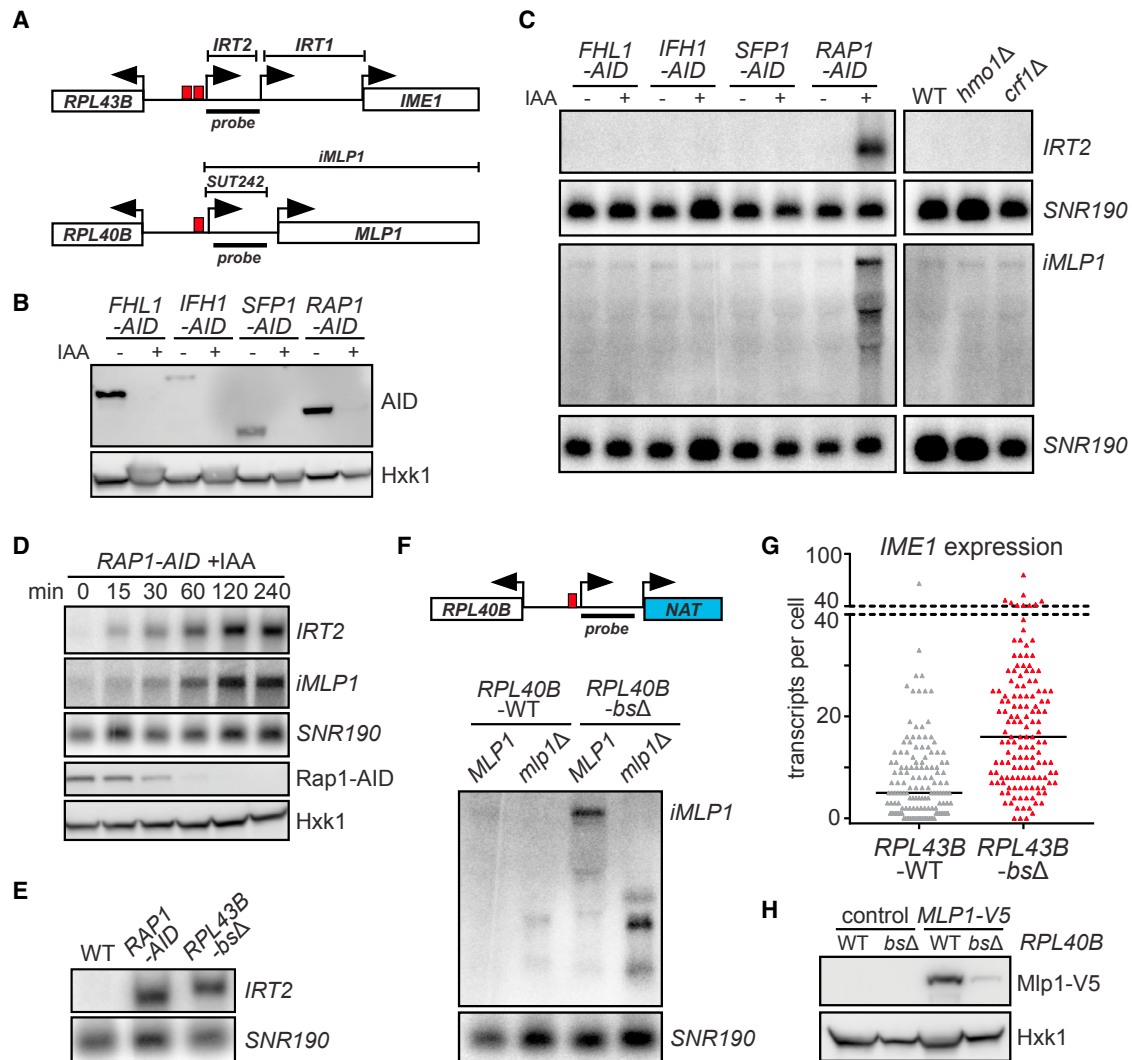 A
IRT2 IRT1
RPL43B IME1
probe
iMLP1
SUT242
RPL40B MLP1
probe
B
FHL1 -AID IFH1 -AID SFP1 -AID RAP1 -AID
IAA - + - + - + - +
AID
Hxk1
C
FHL1 -AID IFH1 -AID SFP1 -AID RAP1 -AID
IAA - + - + - + - + WT hmo1Δ crf1Δ
IRT2
SNR190
iMLP1
SNR190
D
RAP1-AID +IAA
min 0 15 30 60 120 240
IRT2
iMLP1
SNR190
Rap1-AID
Hxk1
E
WT RAP1 -AID RPL43B -bsΔ
IRT2
SNR190
F
RPL40B NAT
probe
RPL40B -WT RPL40B -bsΔ
MLP1 mlp1Δ MLP1 mlp1Δ
iMLP1
SNR190
G
IME1 expression
100
40
40
20
0
transcripts per cell
RPL43B -WT RPL43B -bsΔ
H
control MLP1-V5
WT bsΔ WT bsΔ RPL40B
Mlp1-V5
Hxk1